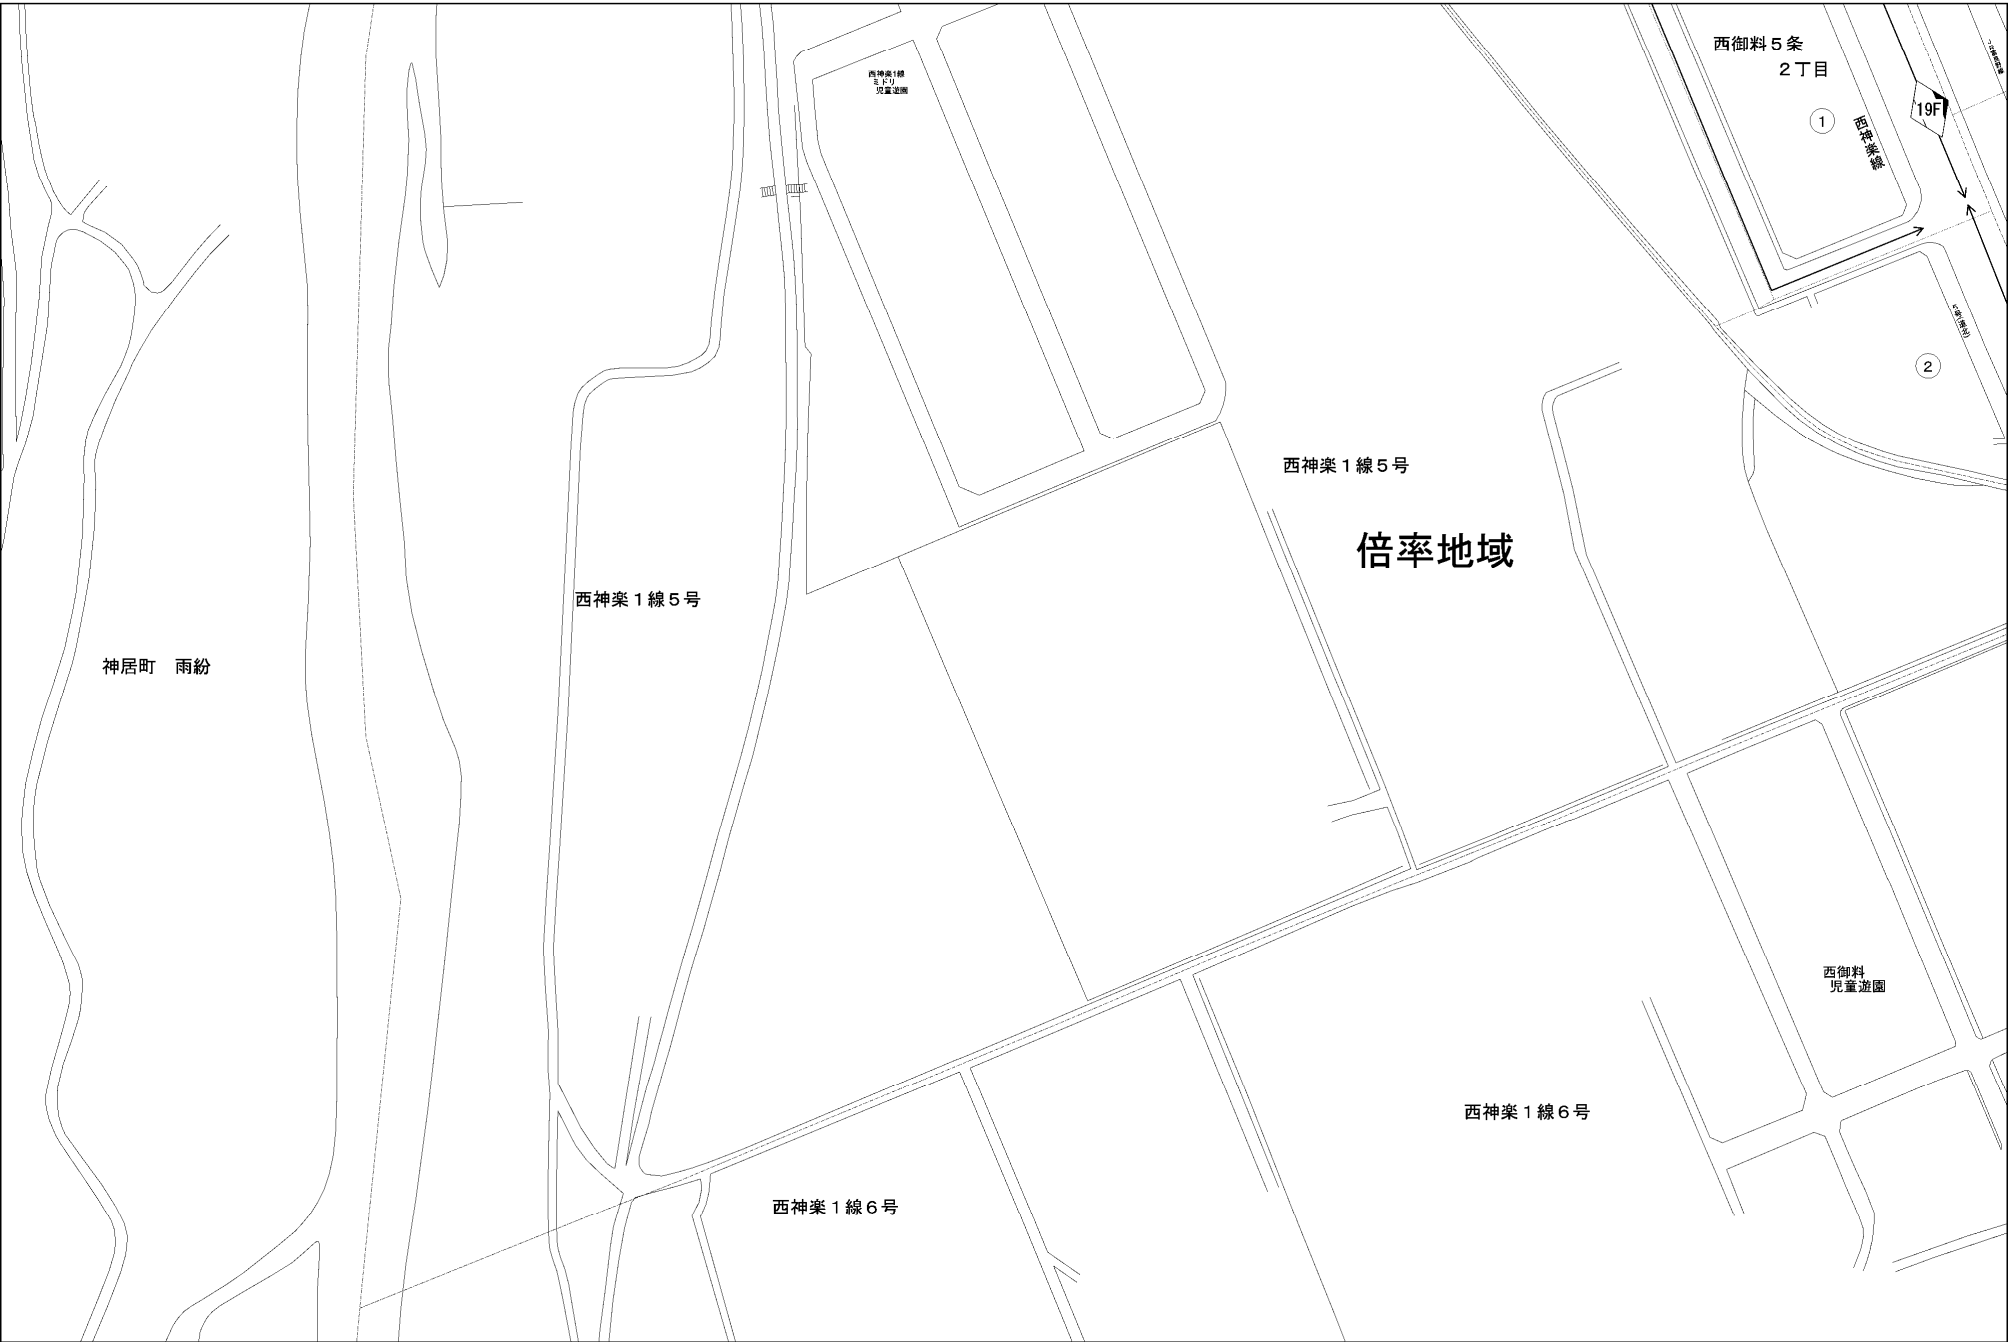 西御料５条
２丁目
西神楽1線
ミドリ
児童遊園
19F
1
西神楽線
2
西神楽１線５号
倍率地域
西神楽１線５号
神居町　雨紛
西御料
児童遊園
西神楽１線６号
西神楽１線６号